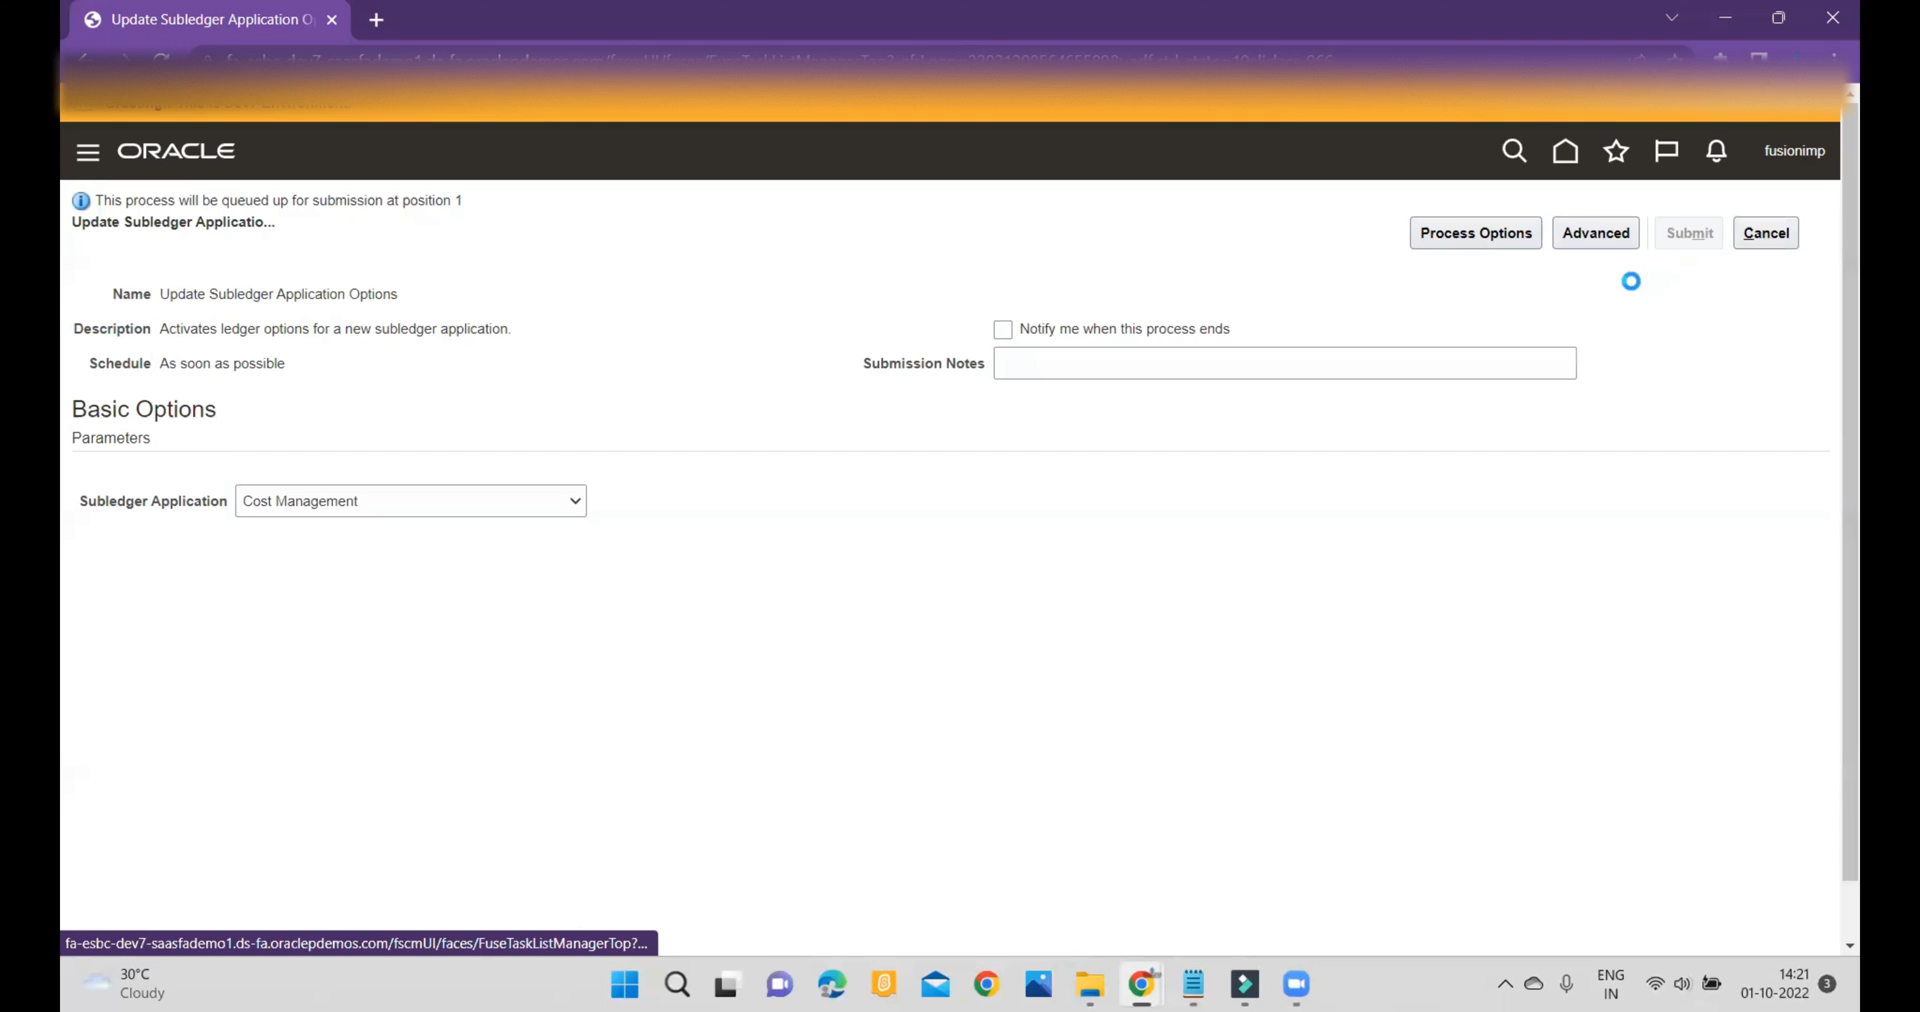 Update Subledger Application O
ORACLE
fusionimp
This process will be queued up for submission at position 1
Update Subledger Applicatio...
Process Options
Advanced
Submit
Cancel
Name Update Subledger Application Options
Description Activates ledger options for a new subledger application.
Notify me when this process ends
Schedule As soon as possible
Submission Notes
Basic Options
Parameters
Subledger Application Cost Management
fa-esbc-dev7-saasfademo1.ds-fa.oraclepdemos.com/fscmUI/faces/FuseTaskListManagerTop?...
30°C
Cloudy
ENG
IN
14:21
01-10-2022
3